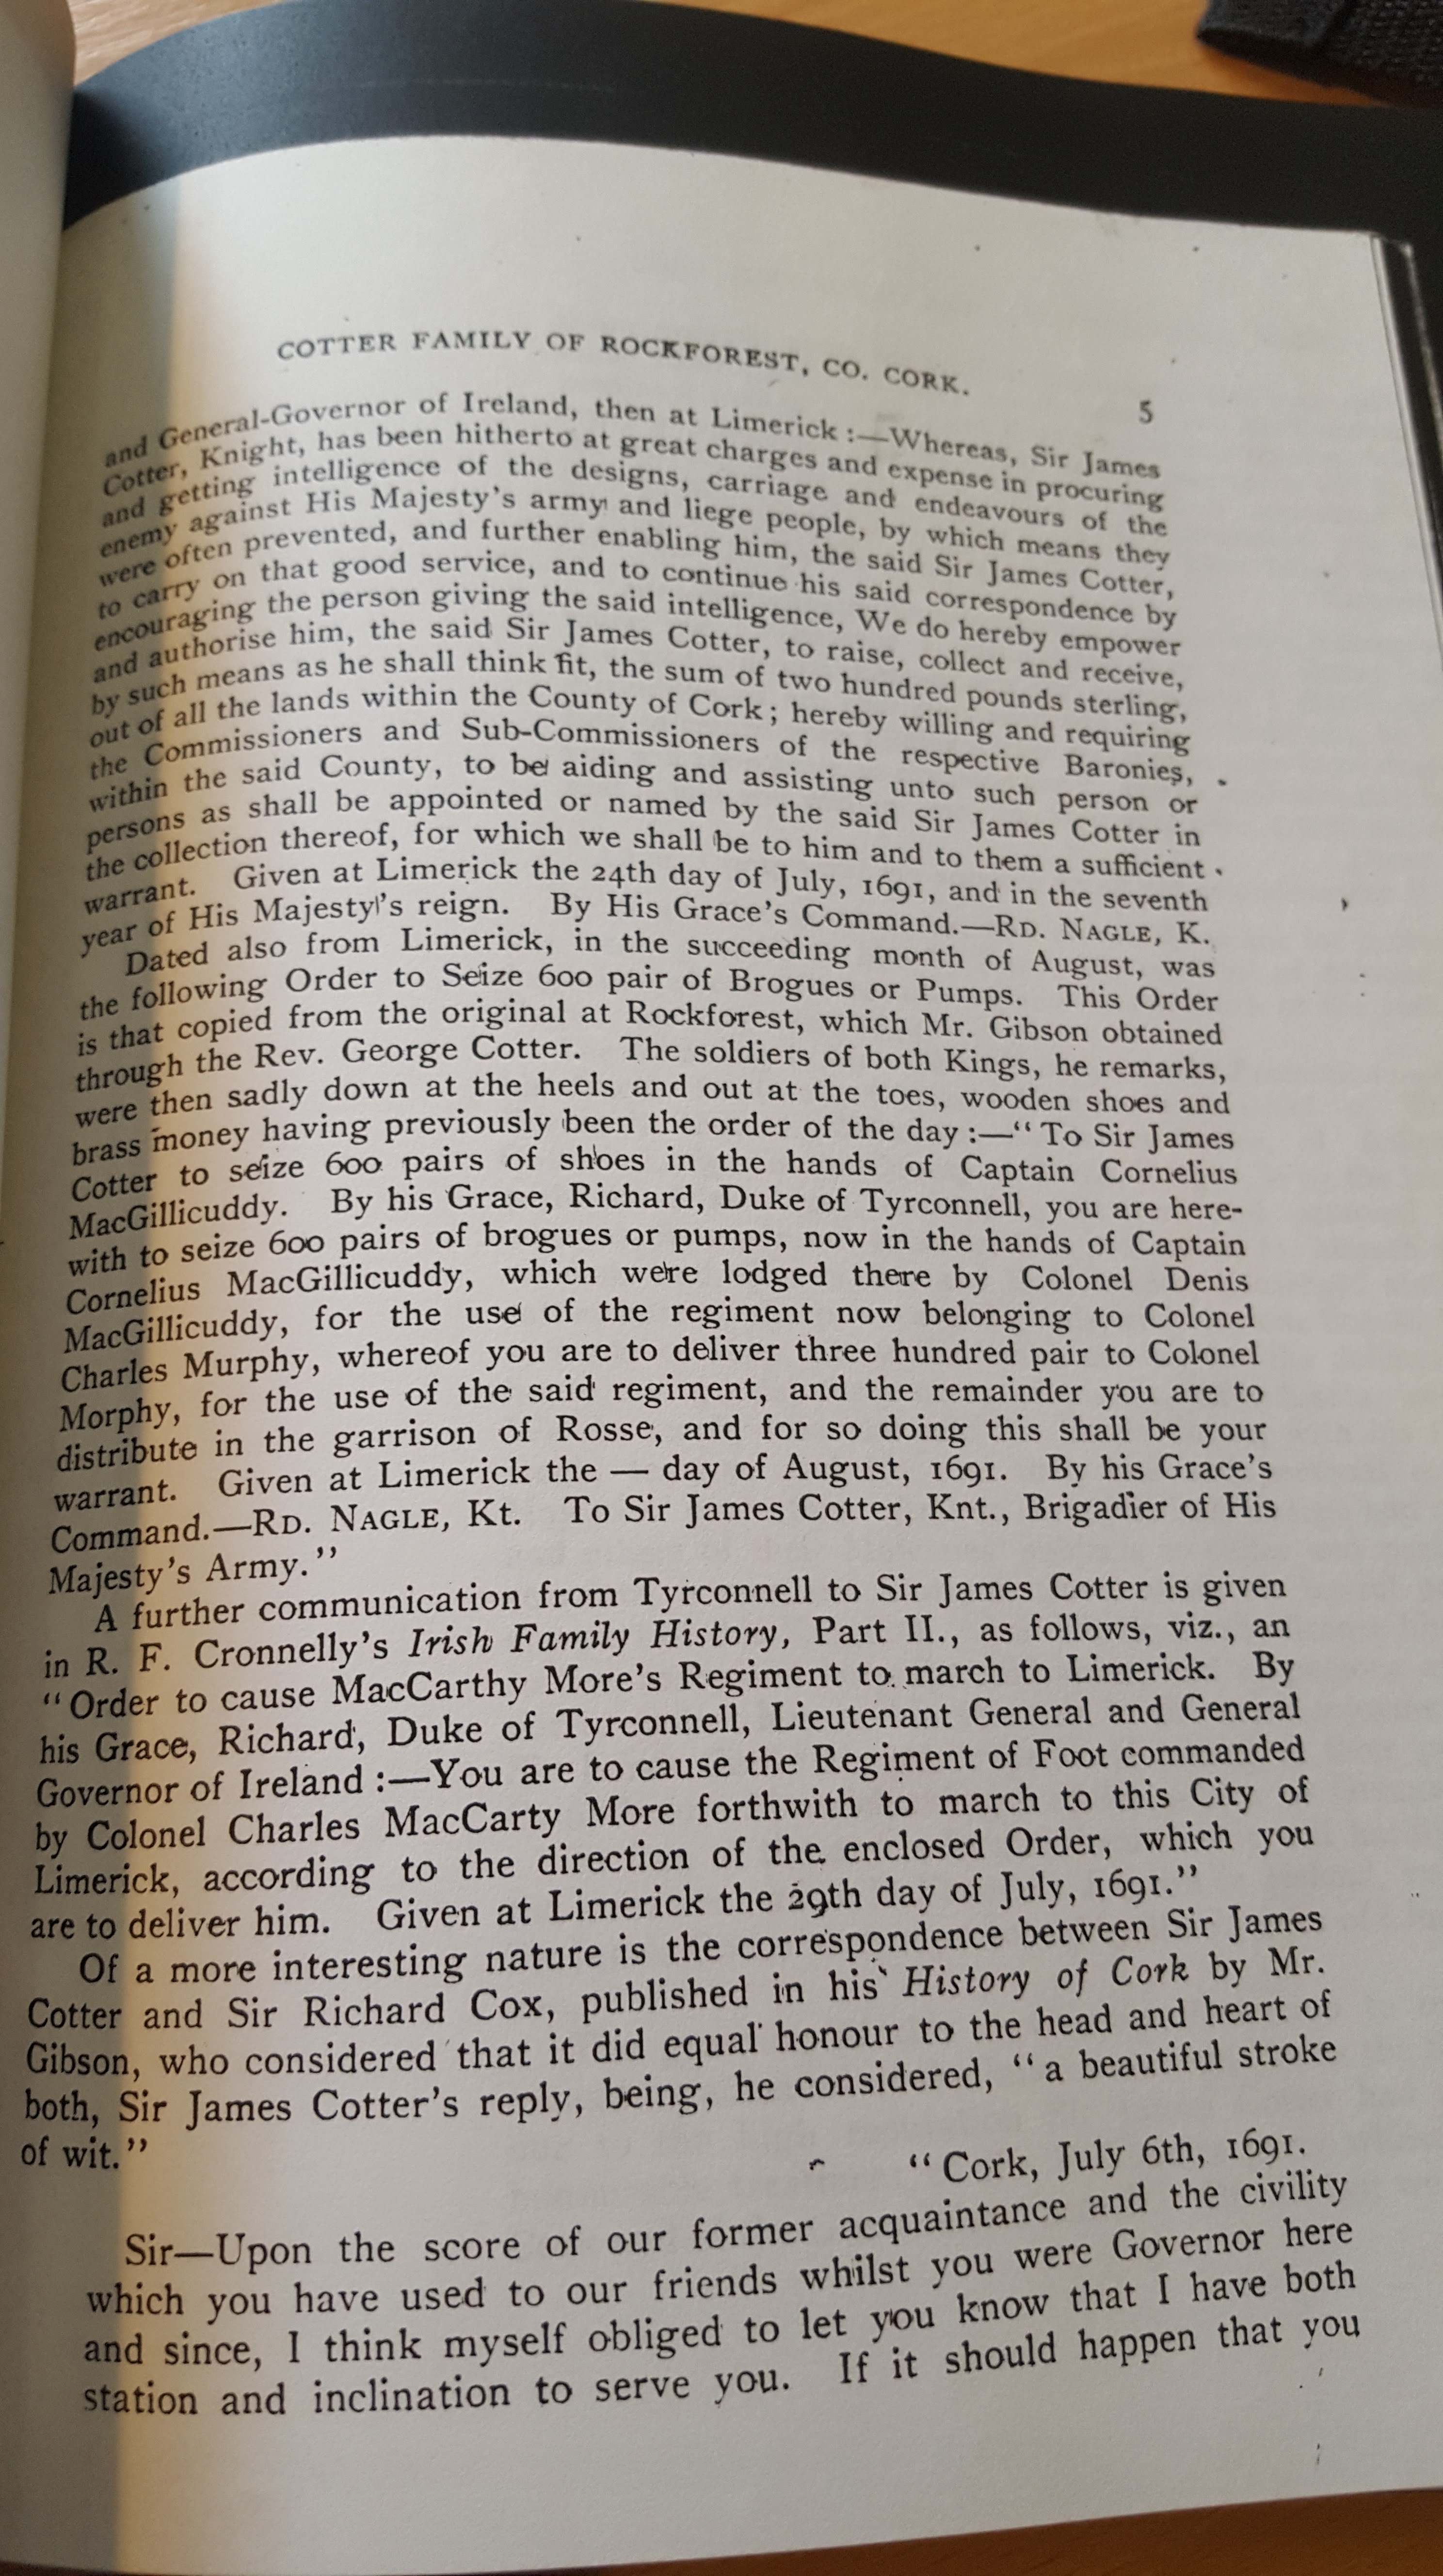 COTTER FAMILY OF ROCKFOREST, CO. CORK.
5
and General-Governor of Ireland, then at Limerick :—Whereas, Sir James
Cotter, Knight, has been hitherto at great charges and expense in procuring
and getting intelligence of the designs, carriage and endeavours of the
enemy against His Majesty's army and liege people, by which means they
were often prevented, and further enabling him, the said Sir James Cotter,
to carry on that good service, and to continue his said correspondence by
encouraging the person giving the said intelligence, We do hereby empower
and authorise him, the said Sir James Cotter, to raise, collect and receive,
by such means as he shall think fit, the sum of two hundred pounds sterling,
out of all the lands within the County of Cork; hereby willing and requiring
the Commissioners and Sub-Commissioners of the respective Baronies,
within the said County, to be aiding and assisting unto such person or
persons as shall be appointed or named by the said Sir James Cotter in
the collection thereof, for which we shall be to him and to them a sufficient
warrant. Given at Limerick the 24th day of July, 1691, and in the seventh
year of His Majesty's reign. By His Grace's Command.—RD. NAGLE, K.
Dated also from Limerick, in the succeeding month of August, was
the following Order to Seize 600 pair of Brogues or Pumps. This Order
is that copied from the original at Rockforest, which Mr. Gibson obtained
through the Rev. George Cotter. The soldiers of both Kings, he remarks,
were then sadly down at the heels and out at the toes, wooden shoes and
brass money having previously been the order of the day :—“To Sir James
Cotter to seize 600 pairs of shoes in the hands of Captain Cornelius
MacGillicuddy. By his Grace, Richard, Duke of Tyrconnell, you are here-
with to seize 600 pairs of brogues or pumps, now in the hands of Captain
Cornelius MacGillicuddy, which were lodged there by Colonel Denis
MacGillicuddy, for the use of the regiment now belonging to Colonel
Charles Murphy, whereof you are to deliver three hundred pair to Colonel
Morphy, for the use of the said regiment, and the remainder you are to
distribute in the garrison of Rosse, and for so doing this shall be your
warrant. Given at Limerick the — day of August, 1691. By his Grace's
Command.—RD. NAGLE, Kt. To Sir James Cotter, Knt., Brigadier of His
Majesty's Army.”
A further communication from Tyrconnell to Sir James Cotter is given
in R. F. Cronnelly's Irish Family History, Part II., as follows, viz., an
“Order to cause MacCarthy More's Regiment to march to Limerick. By
his Grace, Richard, Duke of Tyrconnell, Lieutenant General and General
Governor of Ireland :—You are to cause the Regiment of Foot commanded
by Colonel Charles MacCarty More forthwith to march to this City of
Limerick, according to the direction of the enclosed Order, which you
are to deliver him. Given at Limerick the 29th day of July, 1691.”
Of a more interesting nature is the correspondence between Sir James
Cotter and Sir Richard Cox, published in his History of Cork by Mr.
Gibson, who considered that it did equal honour to the head and heart of
both, Sir James Cotter's reply, being, he considered, “a beautiful stroke
of wit.”
“Cork, July 6th, 1691.
Sir—Upon the score of our former acquaintance and the civility
which you have used to our friends whilst you were Governor here
and since, I think myself obliged to let you know that I have both
station and inclination to serve you. If it should happen that you